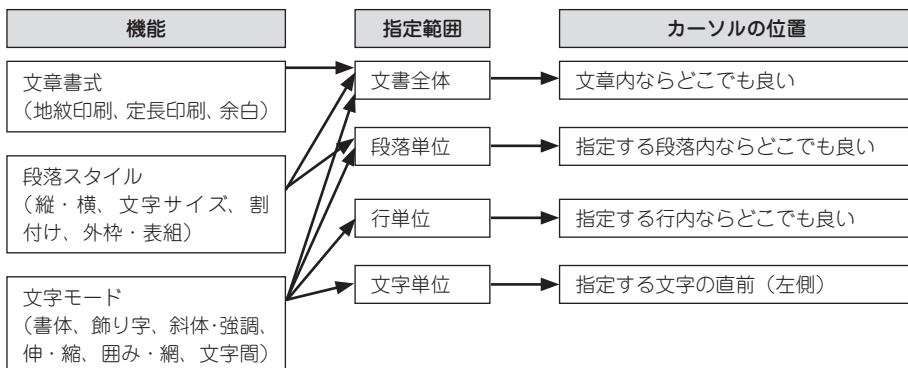 機能
指定範囲
カーソルの位置
文章書式
（地紋印刷、定長印刷、余白）
文書全体
文章内ならどこでも良い
段落スタイル
（縦・横、文字サイズ、割
付け、外枠・表組）
段落単位
指定する段落内ならどこでも良い
行単位
指定する行内ならどこでも良い
文字モード
（書体、飾り字、斜体・強調、
伸・縮、囲み・網、文字間）
文字単位
指定する文字の直前（左側）